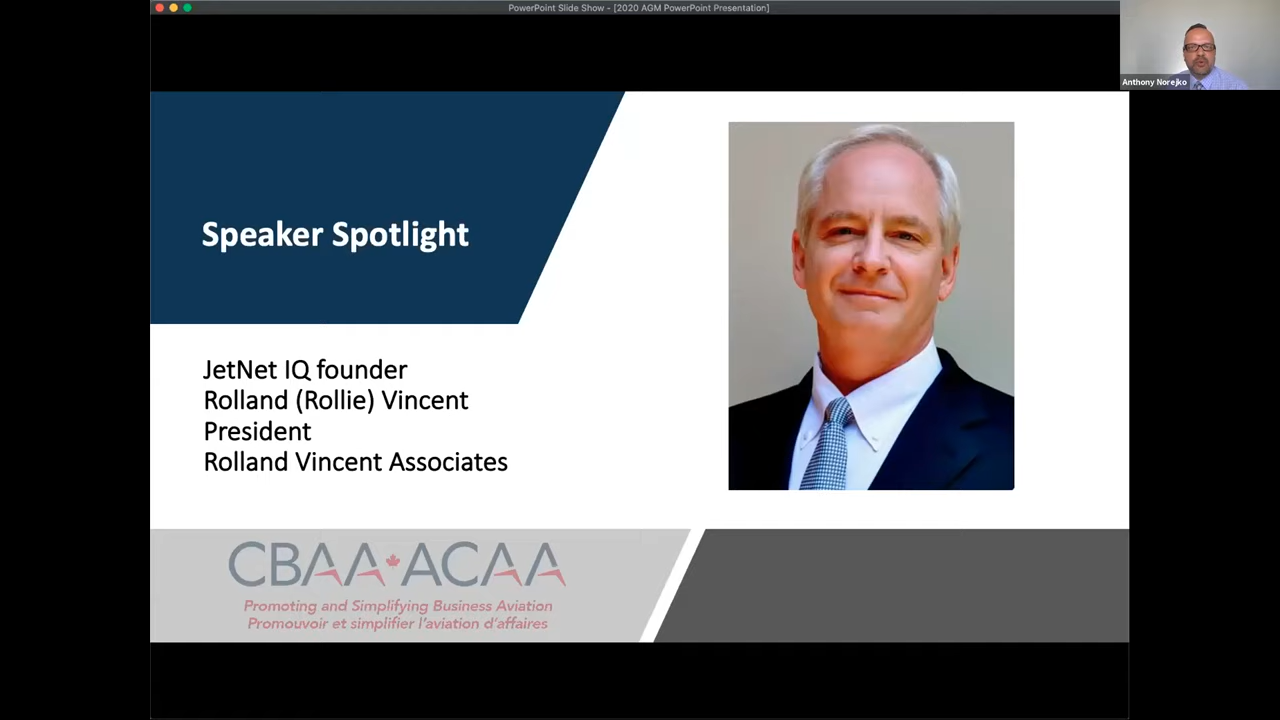 PowerPoint Slide Show - [2020 AGM PowerPoint Presentation]
Anthony Norejko
Speaker Spotlight
JetNet IQ founder
Rolland (Rollie) Vincent
President
Rolland Vincent Associates
CBAA ACAA
Promoting and Simplifying Business Aviation
Promouvoir et simplifier l'aviation d'affaires